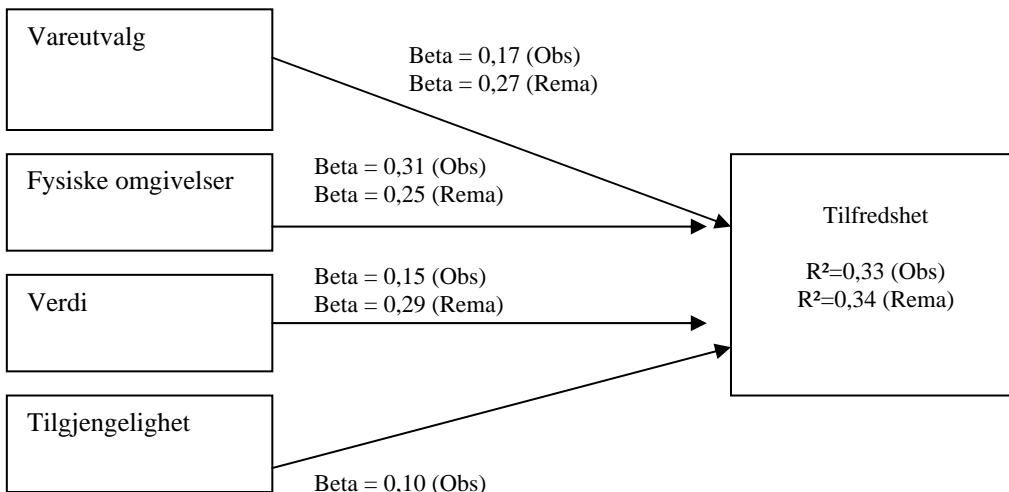 Vareutvalg
Beta = 0,17 (Obs)
Beta = 0,27 (Rema)
Fysiske omgivelser
Beta = 0,31 (Obs)
Beta = 0,25 (Rema)
Tilfredshet
R²=0,33 (Obs)
R²=0,34 (Rema)
Verdi
Beta = 0,15 (Obs)
Beta = 0,29 (Rema)
Tilgjengelighet
Beta = 0,10 (Obs)